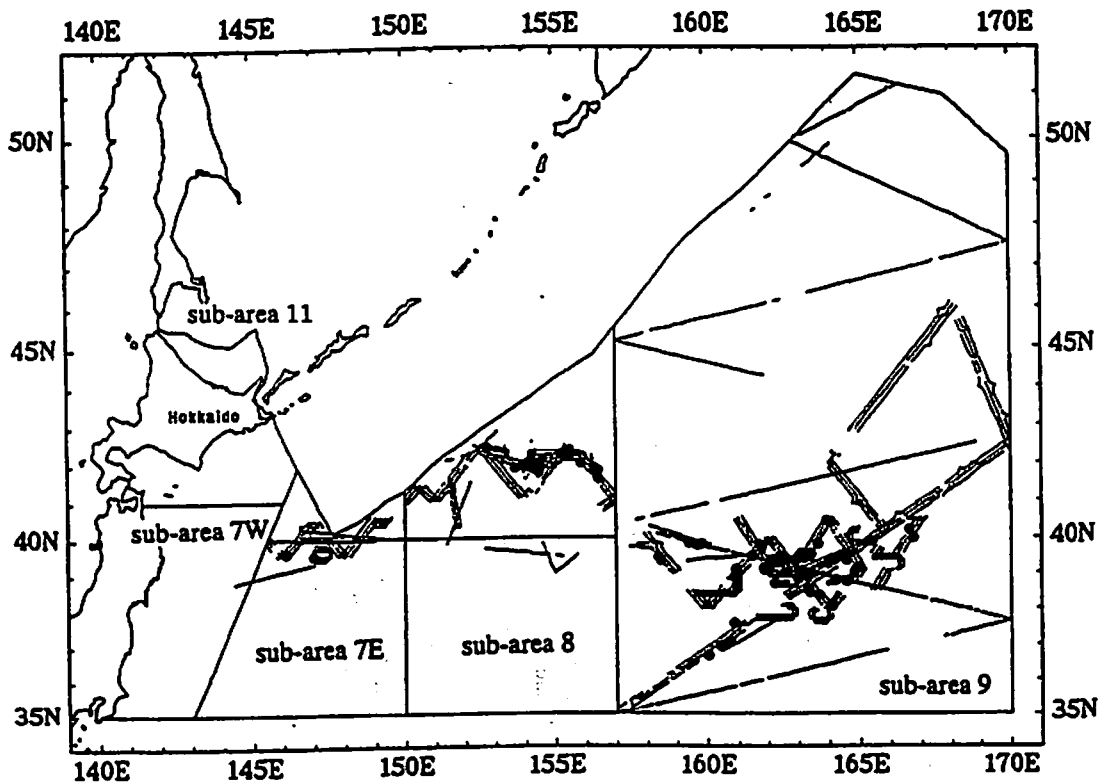 140E 145E 150E 155E 160E 165E 170E
50N 50N
sub-area 11
45N 45N
Hokkaido
sub-area 7W
40N 40N
sub-area 7E sub-area 8 sub-area 9
35N 35N
140E 145E 150E 155E 160E 165E 170E